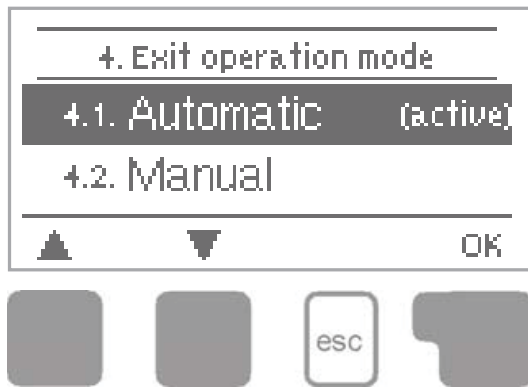 4. Exit operation mode
4.1. Automatic (active)
4.2. Manual
OK
esc